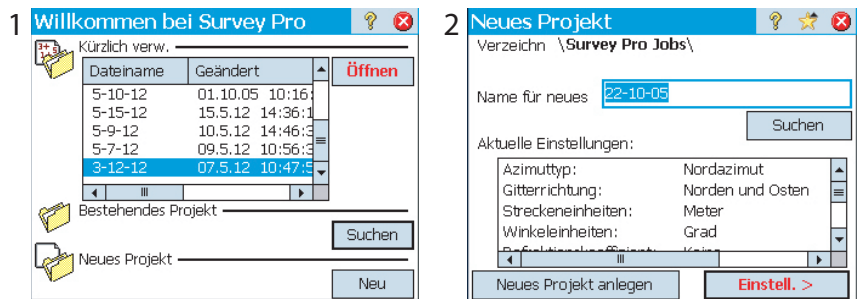 1 Willkommen bei Survey Pro
Kürzlich verw.
Dateiname Geändert
Öffnen
5-10-12 01.10.05 10:16:
5-15-12 15.5.12 14:36:1
5-9-12 10.5.12 14:46:3
5-7-12 09.5.12 10:56:3
3-12-12 07.5.12 10:47:5
Bestehendes Projekt
Suchen
Neues Projekt
Neu
2 Neues Projekt
Verzeichn \Survey Pro Jobs\
Name für neues 22-10-05
Suchen
Aktuelle Einstellungen:
Azimuttyp: Nordazimut
Gitterrichtung: Norden und Osten
Streckeneinheiten: Meter
Winkeleinheiten: Grad
Refraktionskoeffizient: Keine
Neues Projekt anlegen
Einstell. >